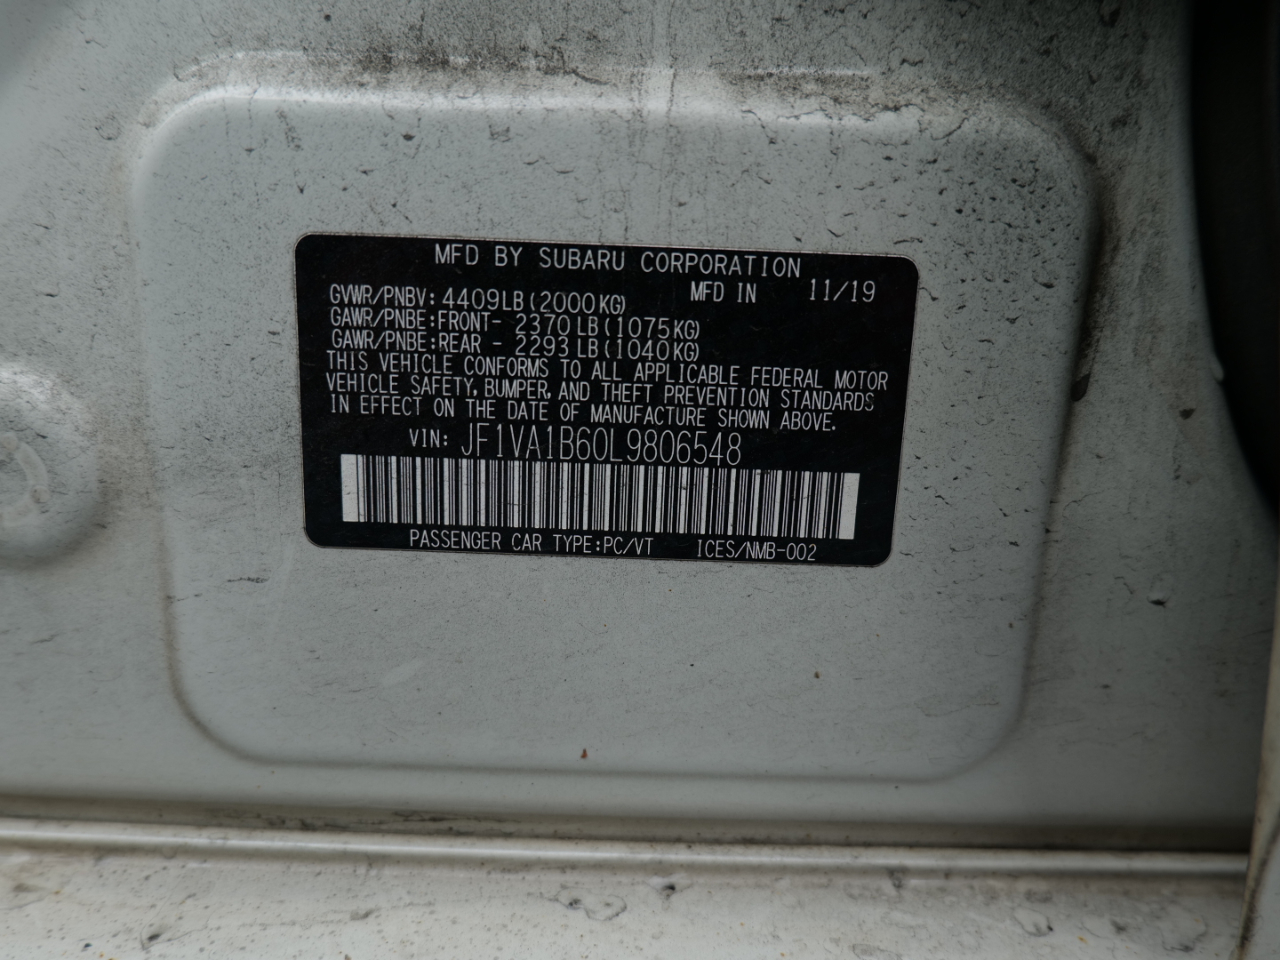 MFD BY SUBARU CORPORATION
GVWR/PNBV: 4409LB(2000KG) MFD IN 11/19
GAWR/PNBE:FRONT- 2370LB(1075KG)
GAWR/PNBE:REAR - 2293LB(1040KG)
THIS VEHICLE CONFORMS TO ALL APPLICABLE FEDERAL MOTOR
VEHICLE SAFETY, BUMPER, AND THEFT PREVENTION STANDARDS
IN EFFECT ON THE DATE OF MANUFACTURE SHOWN ABOVE.
VIN: JF1VA1B60L9806548
PASSENGER CAR TYPE:PC/VT ICES/NMB-002